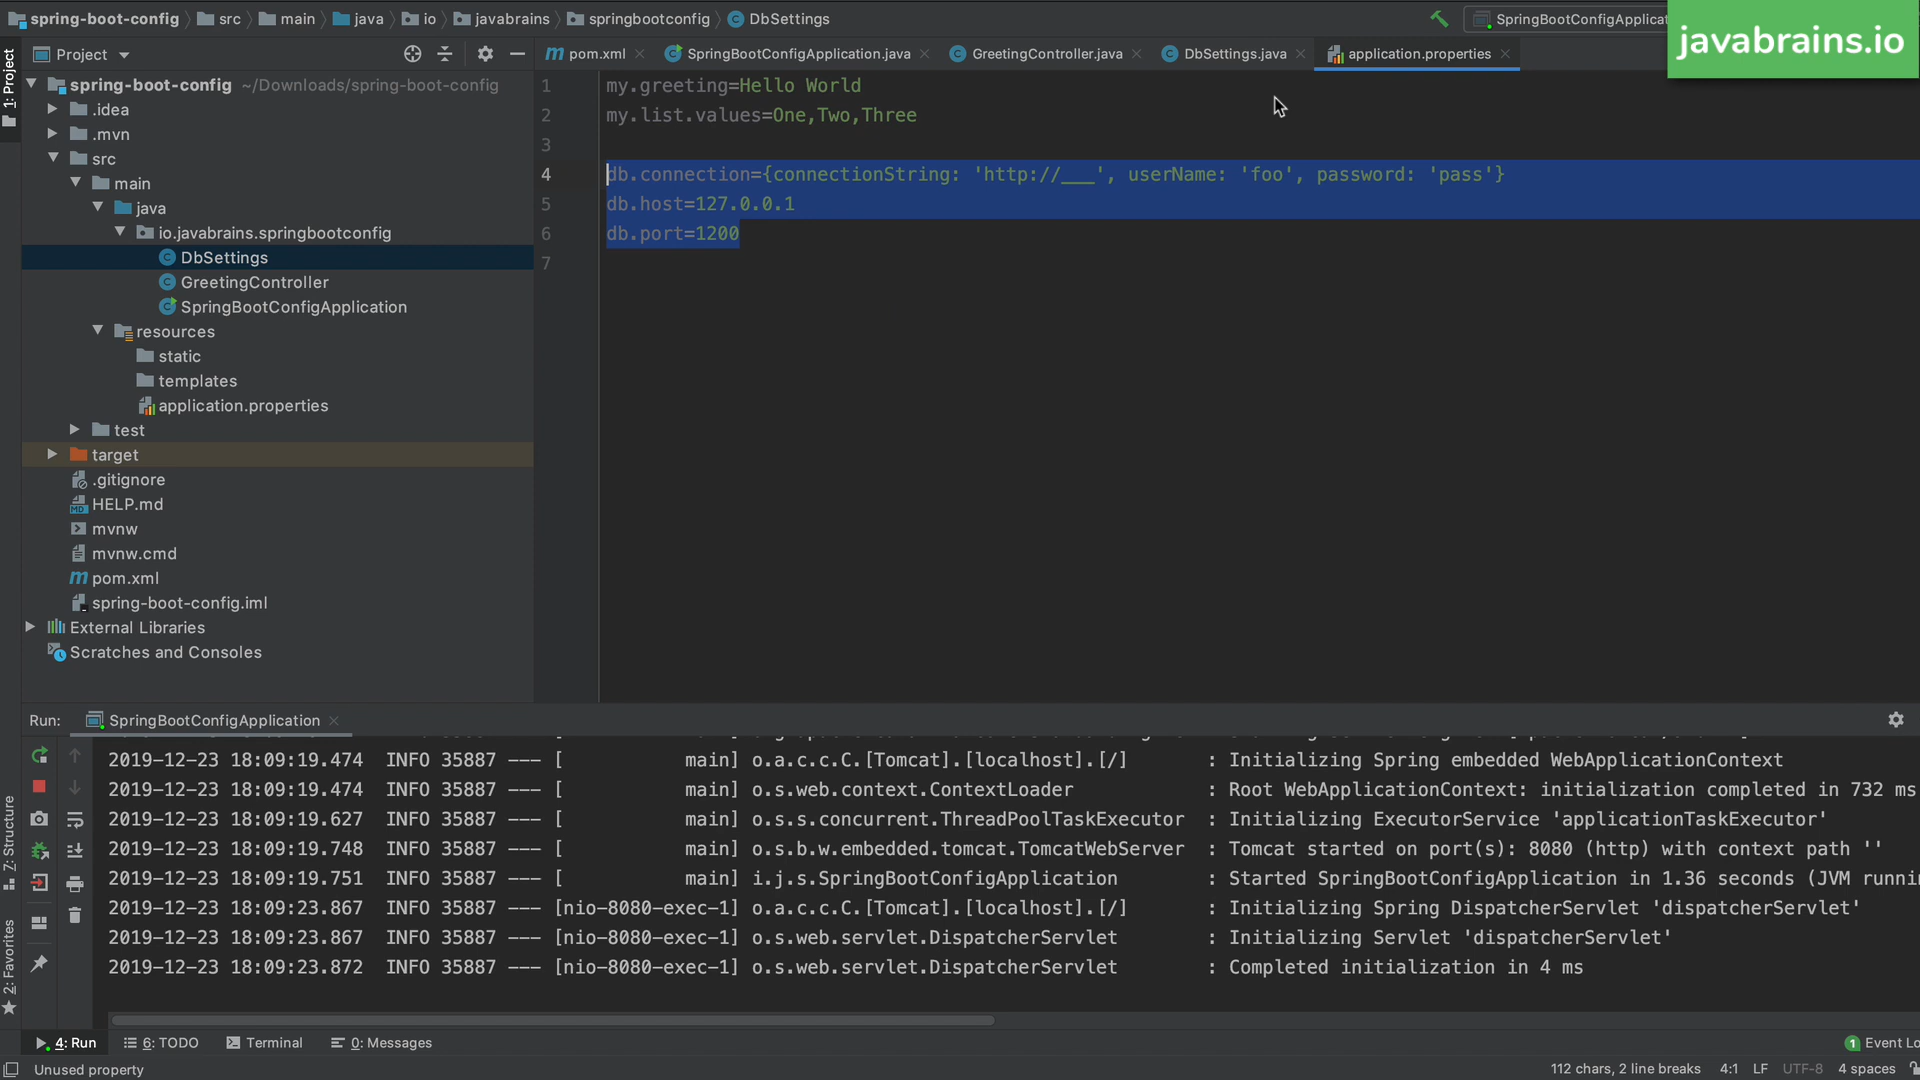 spring-boot-config src main java io javabrains springbootconfig DbSettings SpringBootConfigApplicat
javabrains.io
1: Project
Project
pom.xml SpringBootConfigApplication.java GreetingController.java DbSettings.java application.properties
spring-boot-config ~/Downloads/spring-boot-config
.idea
.mvn
src
main
java
io.javabrains.springbootconfig
DbSettings
GreetingController
SpringBootConfigApplication
resources
static
templates
application.properties
test
target
.gitignore
HELP.md
mvnw
mvnw.cmd
pom.xml
spring-boot-config.iml
External Libraries
Scratches and Consoles
1 my.greeting=Hello World
2 my.list.values=One,Two,Three
3
4 db.connection={connectionString: 'http://___', userName: 'foo', password: 'pass'}
5 db.host=127.0.0.1
6 db.port=1200
7
Run: SpringBootConfigApplication
2019-12-23 18:09:19.474 INFO 35887 --- [ main] o.a.c.c.C.[Tomcat].[localhost].[/] : Initializing Spring embedded WebApplicationContext
2019-12-23 18:09:19.474 INFO 35887 --- [ main] o.s.web.context.ContextLoader : Root WebApplicationContext: initialization completed in 732 ms
2019-12-23 18:09:19.627 INFO 35887 --- [ main] o.s.s.concurrent.ThreadPoolTaskExecutor : Initializing ExecutorService 'applicationTaskExecutor'
2019-12-23 18:09:19.748 INFO 35887 --- [ main] o.s.b.w.embedded.tomcat.TomcatWebServer : Tomcat started on port(s): 8080 (http) with context path ''
2019-12-23 18:09:19.751 INFO 35887 --- [ main] i.j.s.SpringBootConfigApplication : Started SpringBootConfigApplication in 1.36 seconds (JVM runni
2019-12-23 18:09:23.867 INFO 35887 --- [nio-8080-exec-1] o.a.c.c.C.[Tomcat].[localhost].[/] : Initializing Spring DispatcherServlet 'dispatcherServlet'
2019-12-23 18:09:23.867 INFO 35887 --- [nio-8080-exec-1] o.s.web.servlet.DispatcherServlet : Initializing Servlet 'dispatcherServlet'
2019-12-23 18:09:23.872 INFO 35887 --- [nio-8080-exec-1] o.s.web.servlet.DispatcherServlet : Completed initialization in 4 ms
7: Structure
2: Favorites
4: Run 6: TODO Terminal 0: Messages 1 Event Lo
Unused property 112 chars, 2 line breaks 4:1 LF UTF-8 4 spaces